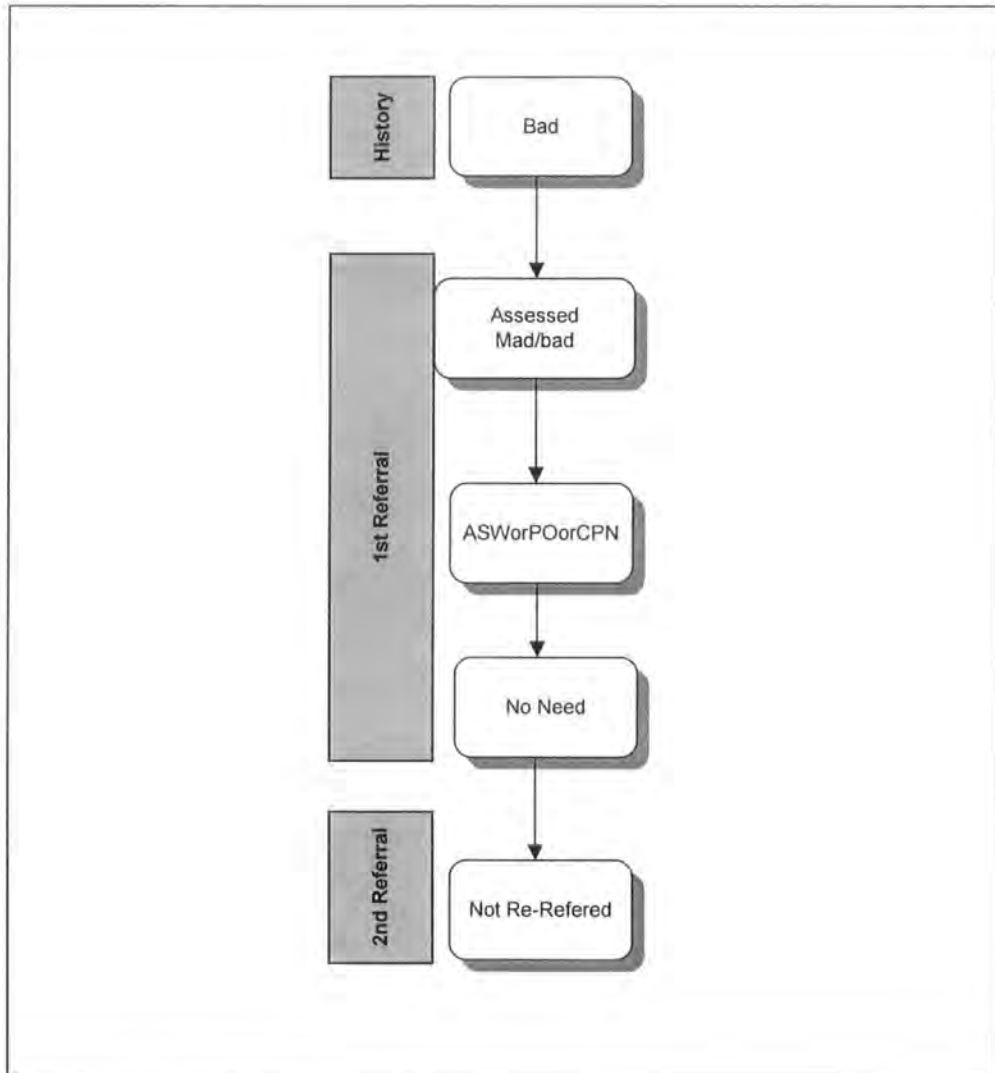 History
Bad
1st Referral
Assessed
Mad/bad
ASWorPOorCPN
No Need
2nd Referral
Not Re-Refered